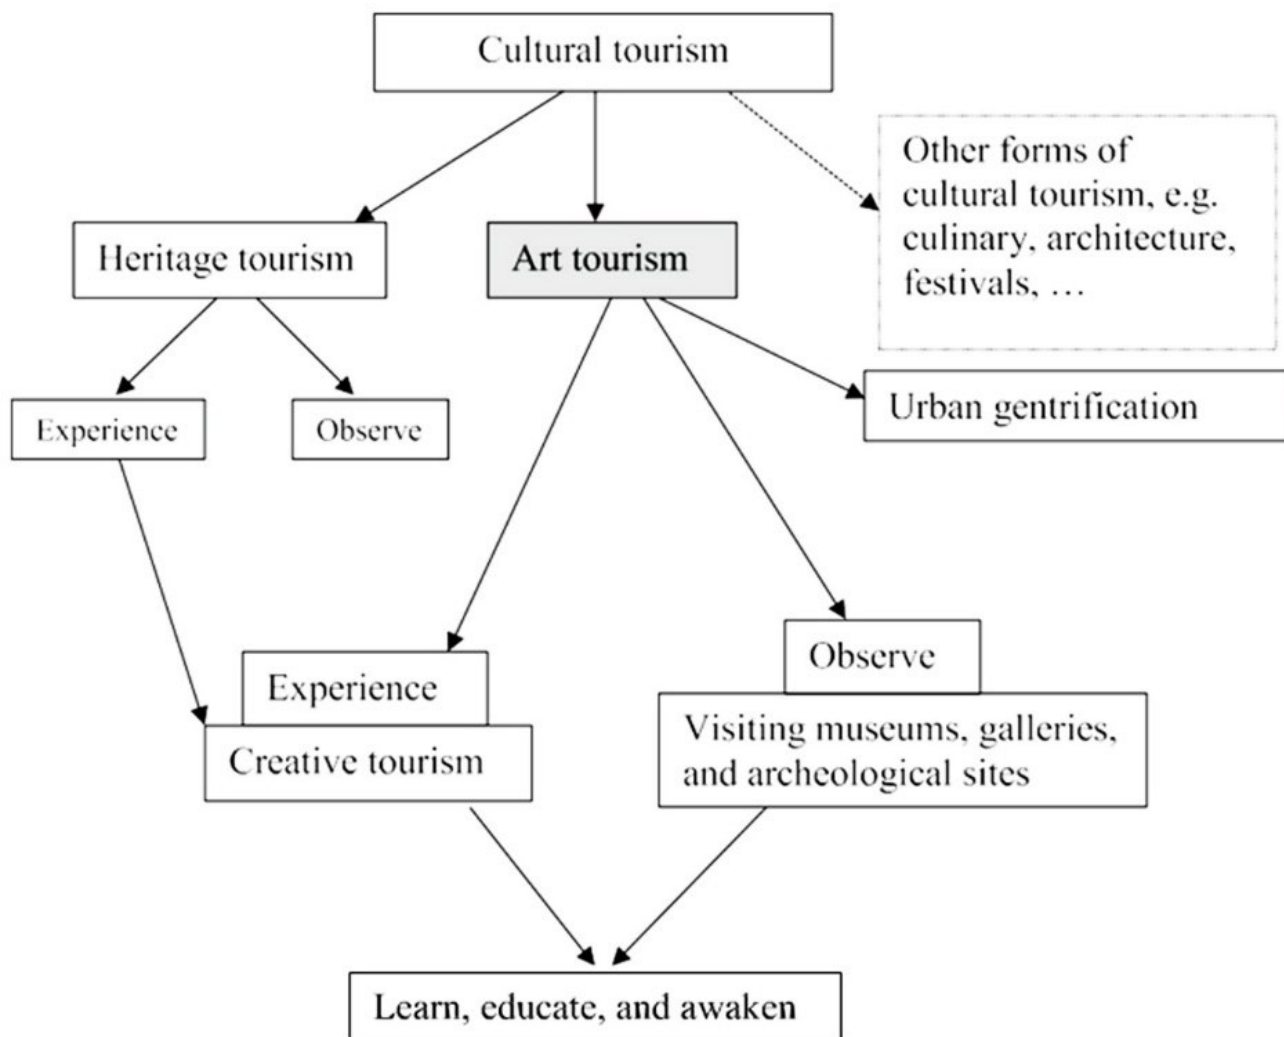 Cultural tourism
Other forms of
cultural tourism, e.g.
culinary, architecture,
festivals, …
Heritage tourism
Art tourism
Urban gentrification
Experience
Observe
Experience
Creative tourism
Observe
Visiting museums, galleries,
and archeological sites
Learn, educate, and awaken